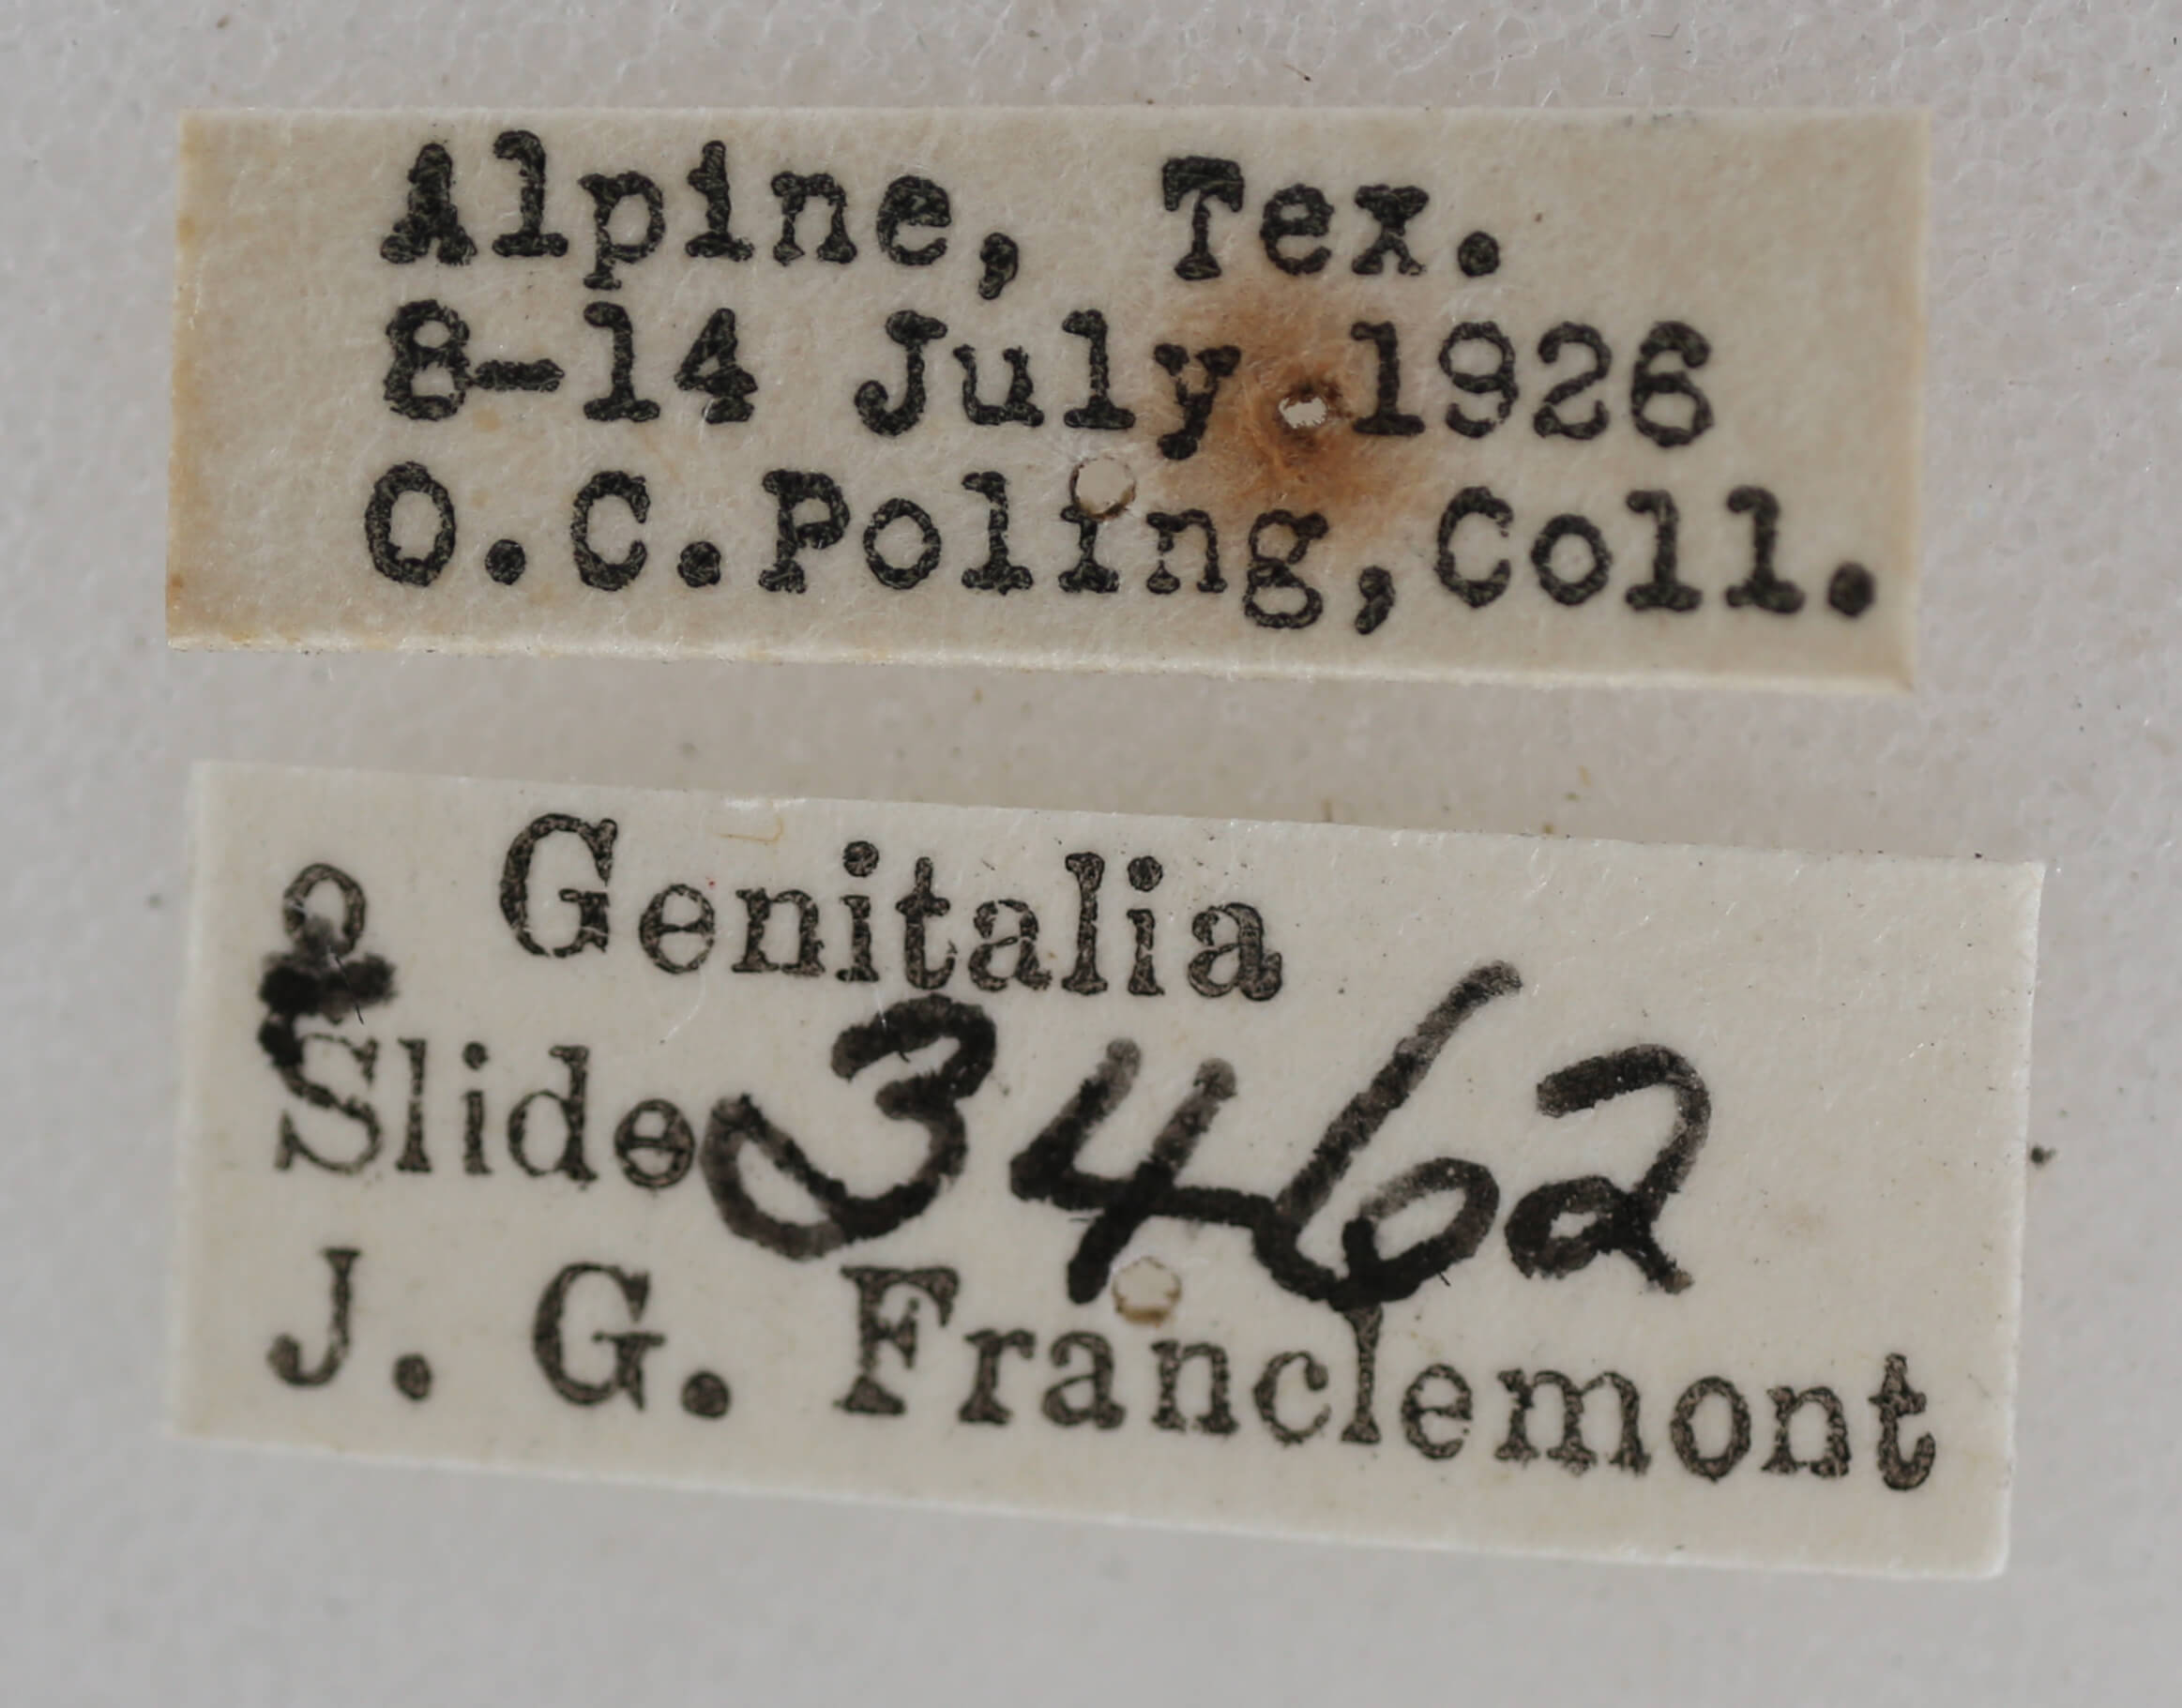 Alpine, Tex.
8-14 July 1926
O.C.Poling,Coll.
♀ Genitalia
Slide 3462
J. G. Franclemont